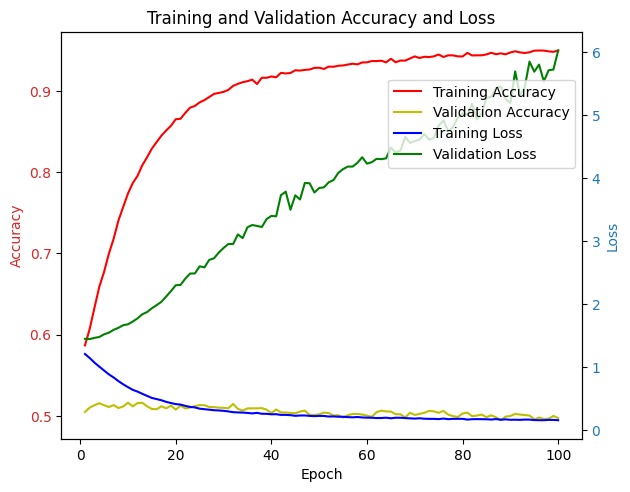 Training and Validation Accuracy and Loss
Accuracy
0.9
0.8
0.7
0.6
0.5
Training Accuracy
Validation Accuracy
Training Loss
Validation Loss
6
5
4
3
2
1
0
Loss
0 20 40 60 80 100
Epoch